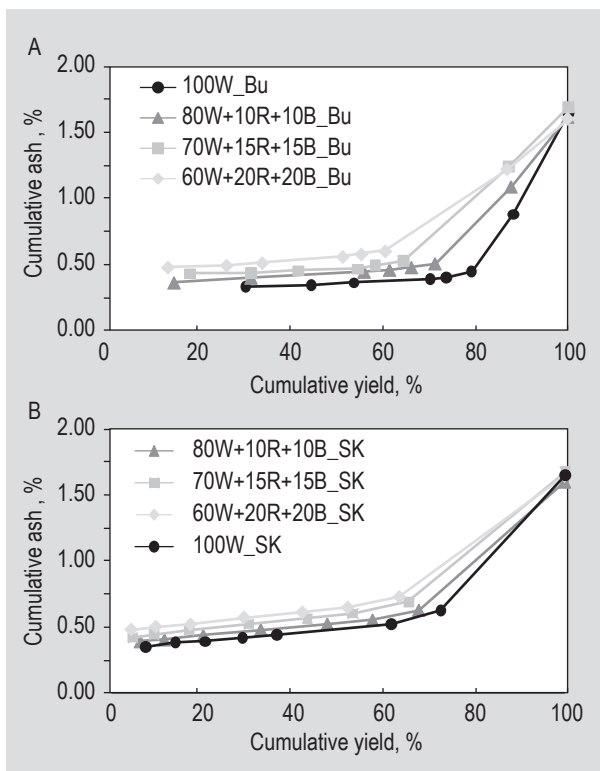 A
2.00
1.50
1.00
0.50
0.00
Cumulative ash , %
100W_Bu
80W+10R+10B_Bu
70W+15R+15B_Bu
60W+20R+20B_Bu
0 20 40 60 80 100
Cumulative yield, %
B
2.00
1.50
1.00
0.50
0.00
Cumulative ash , %
80W+10R+10B_SK
70W+15R+15B_SK
60W+20R+20B_SK
100W_SK
0 20 40 60 80 100
Cumulative yield, %